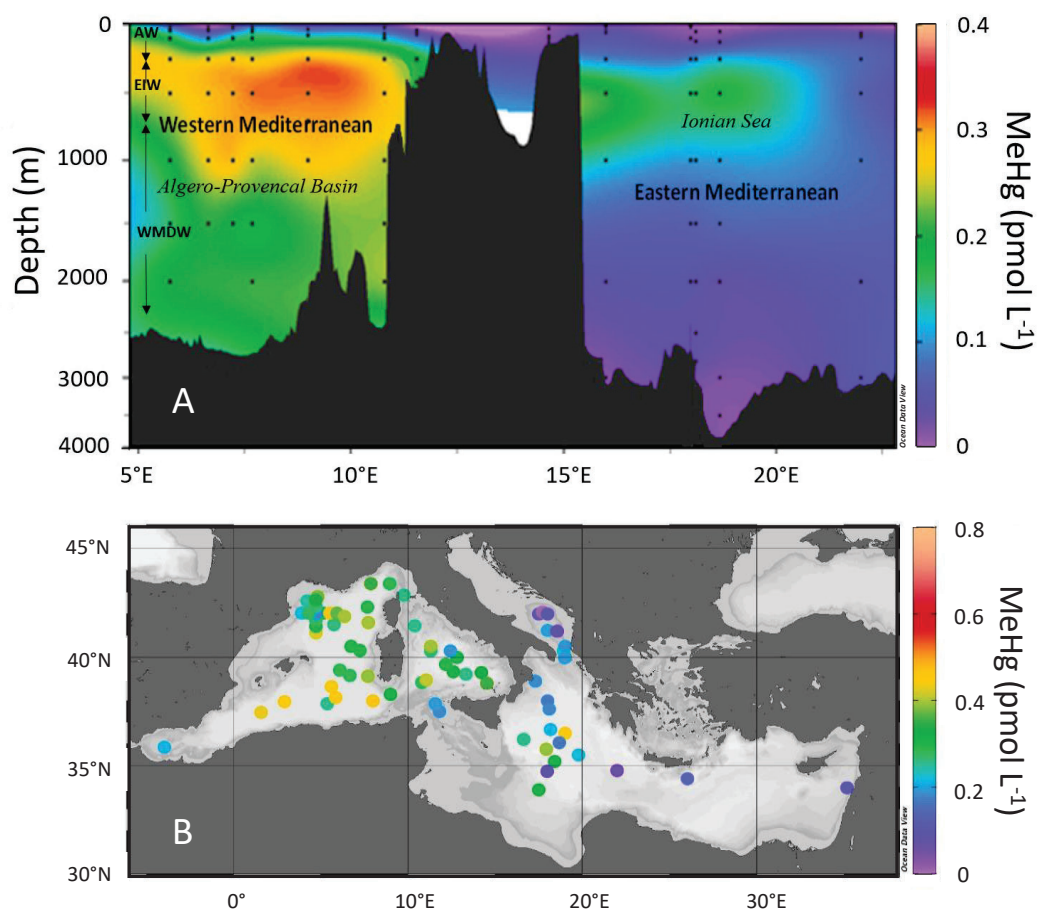 0
AW
EIW
Western Mediterranean
Ionian Sea
1000
Algero-Provencal Basin
Eastern Mediterranean
WMDW
2000
3000
4000
Depth (m)
A
5°E
10°E
15°E
20°E
Ocean Data View
0.4
0.3
0.2
0.1
0
MeHg (pmol L-1)
45°N
40°N
35°N
30°N
B
0°
10°E
20°E
30°E
Ocean Data View
0.8
0.6
0.4
0.2
0
MeHg (pmol L-1)